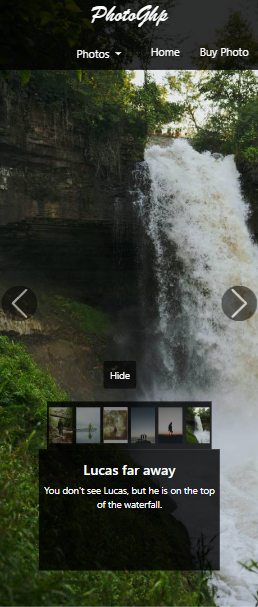 PhotoGhp
Photos Home Buy Photo
Hide
Lucas far away
You don't see Lucas, but he is on the top
of the waterfall.